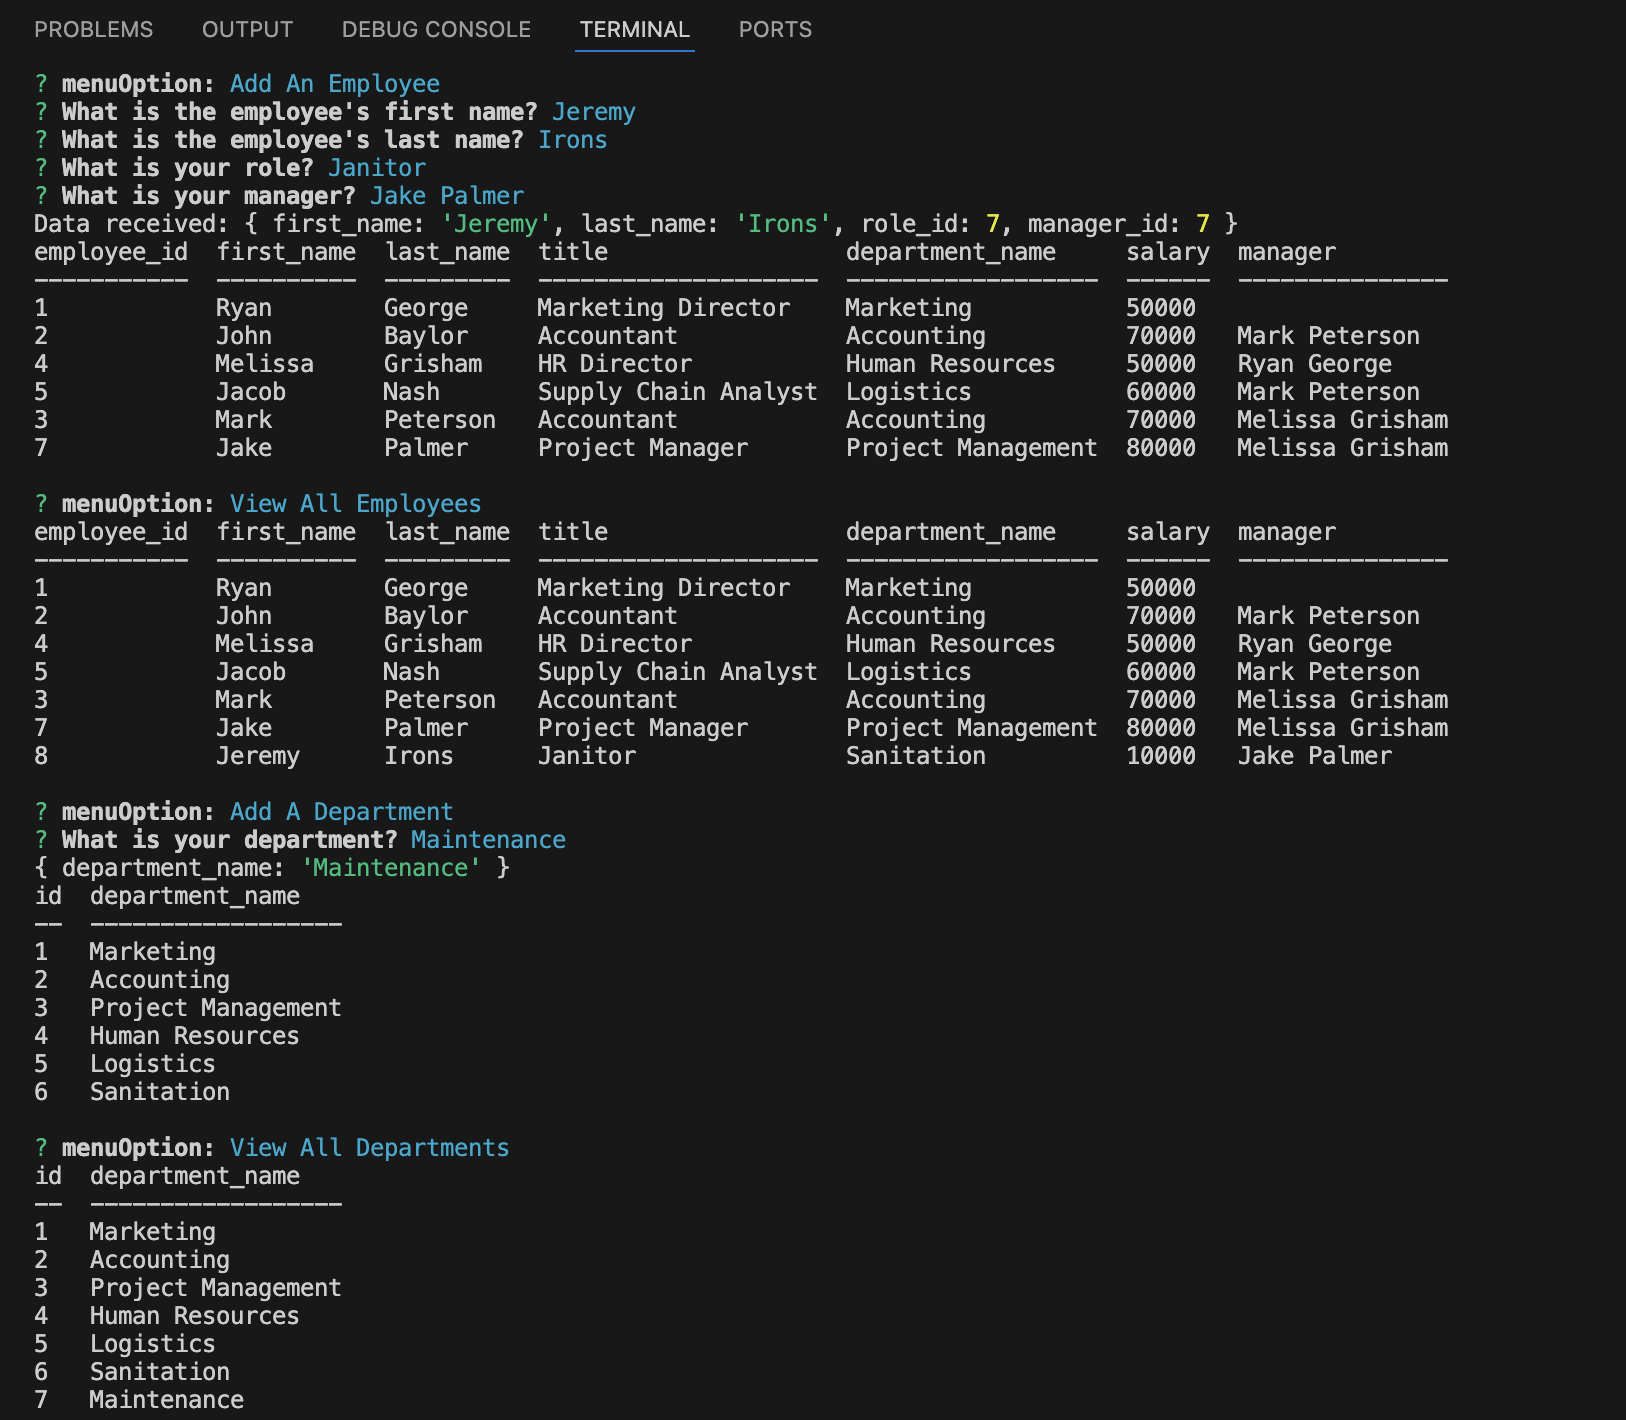 PROBLEMS OUTPUT DEBUG CONSOLE TERMINAL PORTS
? menuOption: Add An Employee
? What is the employee's first name? Jeremy
? What is the employee's last name? Irons
? What is your role? Janitor
? What is your manager? Jake Palmer
Data received: { first_name: 'Jeremy', last_name: 'Irons', role_id: 7, manager_id: 7 }
employee_id  first_name  last_name  title                 department_name     salary  manager
-----------  ----------  ---------  --------------------  ------------------  ------  ---------------
1            Ryan        George     Marketing Director    Marketing           50000
2            John        Baylor     Accountant            Accounting          70000   Mark Peterson
4            Melissa     Grisham    HR Director           Human Resources     50000   Ryan George
5            Jacob       Nash       Supply Chain Analyst  Logistics           60000   Mark Peterson
3            Mark        Peterson   Accountant            Accounting          70000   Melissa Grisham
7            Jake        Palmer     Project Manager       Project Management  80000   Melissa Grisham
? menuOption: View All Employees
employee_id  first_name  last_name  title                 department_name     salary  manager
-----------  ----------  ---------  --------------------  ------------------  ------  ---------------
1            Ryan        George     Marketing Director    Marketing           50000
2            John        Baylor     Accountant            Accounting          70000   Mark Peterson
4            Melissa     Grisham    HR Director           Human Resources     50000   Ryan George
5            Jacob       Nash       Supply Chain Analyst  Logistics           60000   Mark Peterson
3            Mark        Peterson   Accountant            Accounting          70000   Melissa Grisham
7            Jake        Palmer     Project Manager       Project Management  80000   Melissa Grisham
8            Jeremy      Irons      Janitor               Sanitation          10000   Jake Palmer
? menuOption: Add A Department
? What is your department? Maintenance
{ department_name: 'Maintenance' }
id  department_name
--  ------------------
1   Marketing
2   Accounting
3   Project Management
4   Human Resources
5   Logistics
6   Sanitation
? menuOption: View All Departments
id  department_name
--  ------------------
1   Marketing
2   Accounting
3   Project Management
4   Human Resources
5   Logistics
6   Sanitation
7   Maintenance